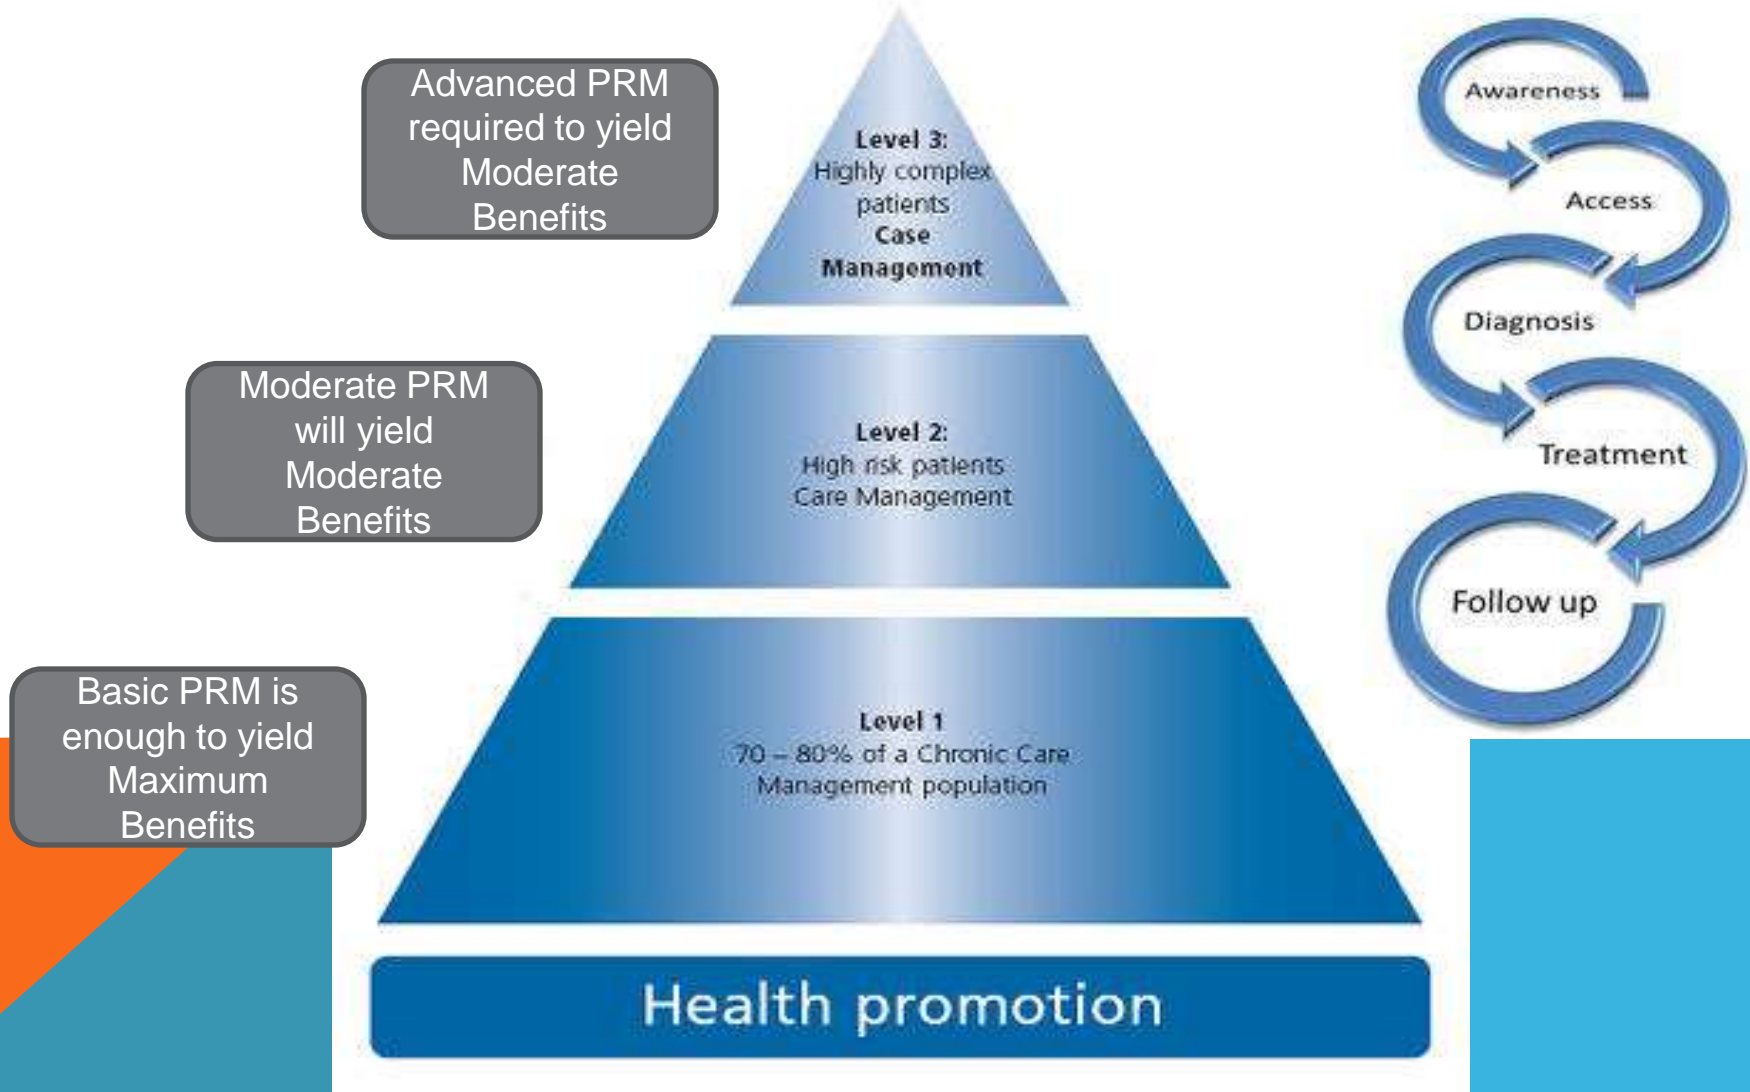 Advanced PRM
required to yield
Moderate
Benefits
Level 3:
Highly complex
patients
Case
Management
Moderate PRM
will yield
Moderate
Benefits
Level 2:
High risk patients
Care Management
Basic PRM is
enough to yield
Maximum
Benefits
Level 1
70 – 80% of a Chronic Care
Management population
Health promotion
Awareness
Access
Diagnosis
Treatment
Follow up